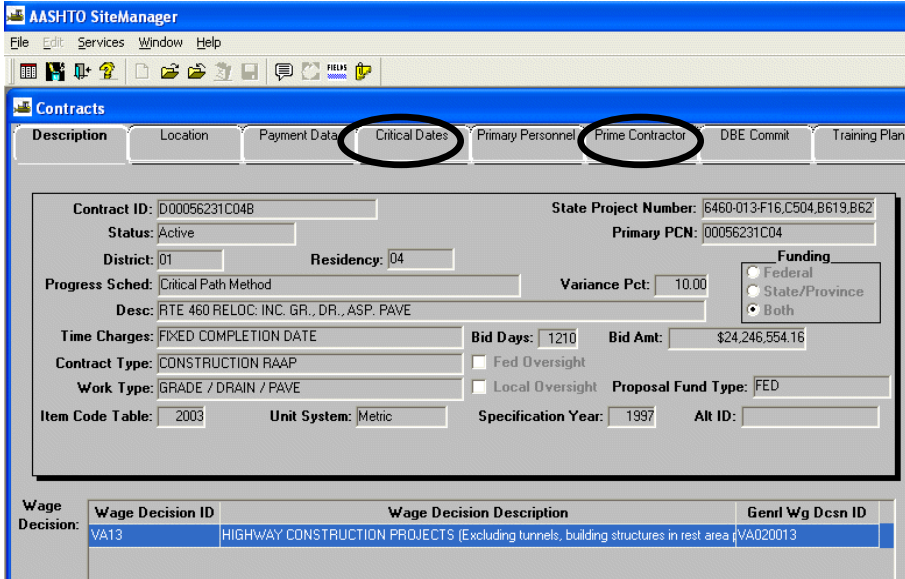 AASHTO SiteManager
File Edit Services Window Help
FIELDS
Contracts
Description Location Payment Data Critical Dates Primary Personnel Prime Contractor DBE Commit Training Plan
Contract ID: D00056231C04B State Project Number: 6460-013-F16,C504,B619,B62
Status: Active Primary PCN: 00056231C04
District: 01 Residency: 04 Funding
Federal
Progress Sched: Critical Path Method Variance Pct: 10.00 State/Province
Desc: RTE 460 RELOC: INC. GR., DR., ASP. PAVE Both
Time Charges: FIXED COMPLETION DATE Bid Days: 1210 Bid Amt: $24,246,554.16
Contract Type: CONSTRUCTION RAAP Fed Oversight
Work Type: GRADE / DRAIN / PAVE Local Oversight Proposal Fund Type: FED
Item Code Table: 2003 Unit System: Metric Specification Year: 1997 Alt ID:
Wage Decision:
Wage Decision ID Wage Decision Description Genrl Wg Dcsn ID
VA13 HIGHWAY CONSTRUCTION PROJECTS (Excluding tunnels, building structures in rest area VA020013